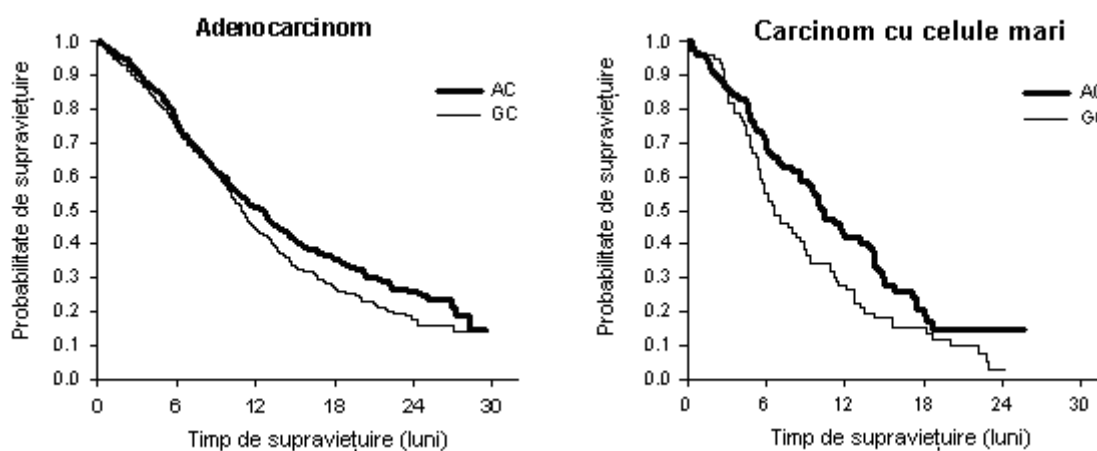 Adenocarcinom
Probabilitate de supraviețuire
1.0
0.9
0.8
0.7
0.6
0.5
0.4
0.3
0.2
0.1
0.0
AC
GC
0 6 12 18 24 30
Timp de supraviețuire (luni)
Carcinom cu celule mari
Probabilitate de supraviețuire
1.0
0.9
0.8
0.7
0.6
0.5
0.4
0.3
0.2
0.1
0.0
0 6 12 18 24 30
Timp de supraviețuire (luni)